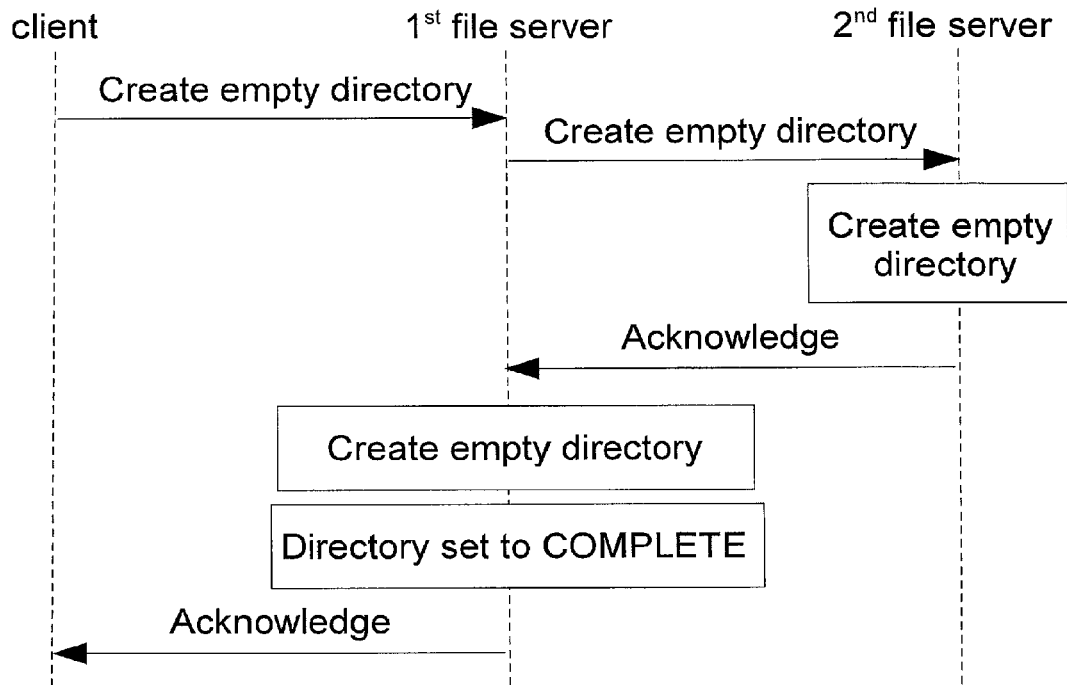 client
1st file server
2nd file server
Create empty directory
Create empty directory
Create empty
directory
Acknowledge
Create empty directory
Directory set to COMPLETE
Acknowledge